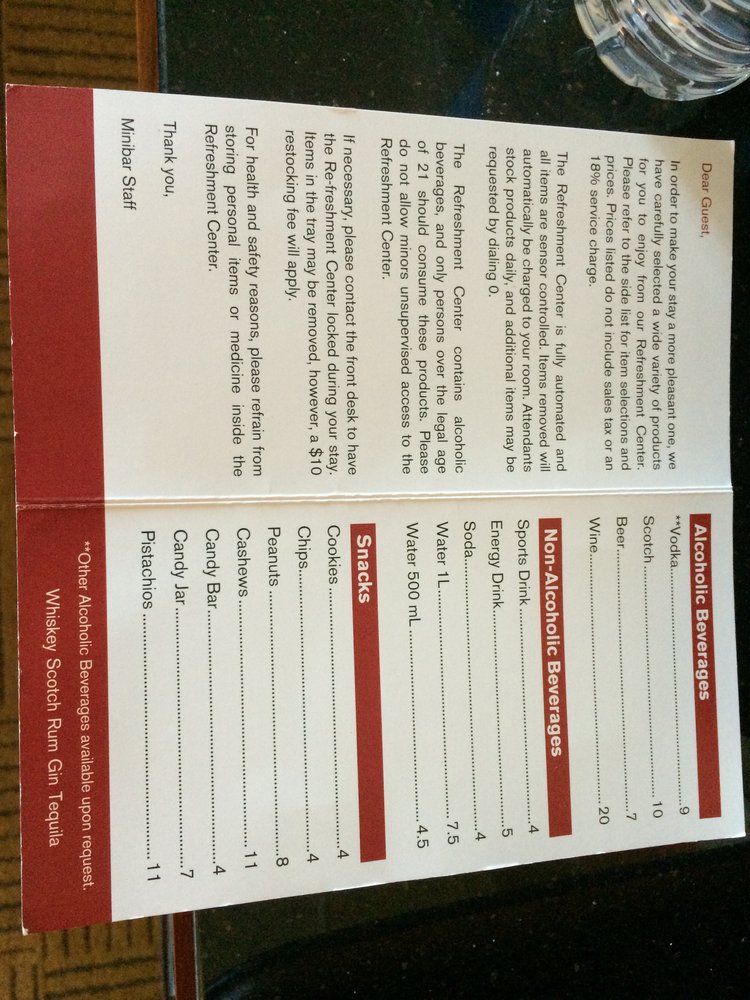 Dear Guest,
In order to make your stay a more pleasant one, we
have carefully selected a wide variety of products
for you to enjoy from our Refreshment Center.
Please refer to the side list for item selections and
prices. Prices listed do not include sales tax or an
18% service charge.
The Refreshment Center is fully automated and
all items are sensor controlled. Items removed will
automatically be charged to your room. Attendants
stock products daily, and additional items may be
requested by dialing 0.
The Refreshment Center contains alcoholic
beverages, and only persons over the legal age
of 21 should consume these products. Please
do not allow minors unsupervised access to the
Refreshment Center.
If necessary, please contact the front desk to have
the Re-freshment Center locked during your stay.
Items in the tray may be removed, however, a $10
restocking fee will apply.
For health and safety reasons, please refrain from
storing personal items or medicine inside the
Refreshment Center.
Thank you,
Minibar Staff
Alcoholic Beverages
**Vodka..............................................9
Scotch..............................................10
Beer..............................................7
Wine..............................................20
Non-Alcoholic Beverages
Sports Drink..............................................4
Energy Drink..............................................5
Soda..............................................4
Water 1L..............................................7.5
Water 500 mL..............................................4.5
Snacks
Cookies..............................................4
Chips..............................................4
Peanuts..............................................8
Cashews..............................................11
Candy Bar..............................................4
Candy Jar..............................................7
Pistachios..............................................11
**Other Alcoholic Beverages available upon request.
Whiskey Scotch Rum Gin Tequila